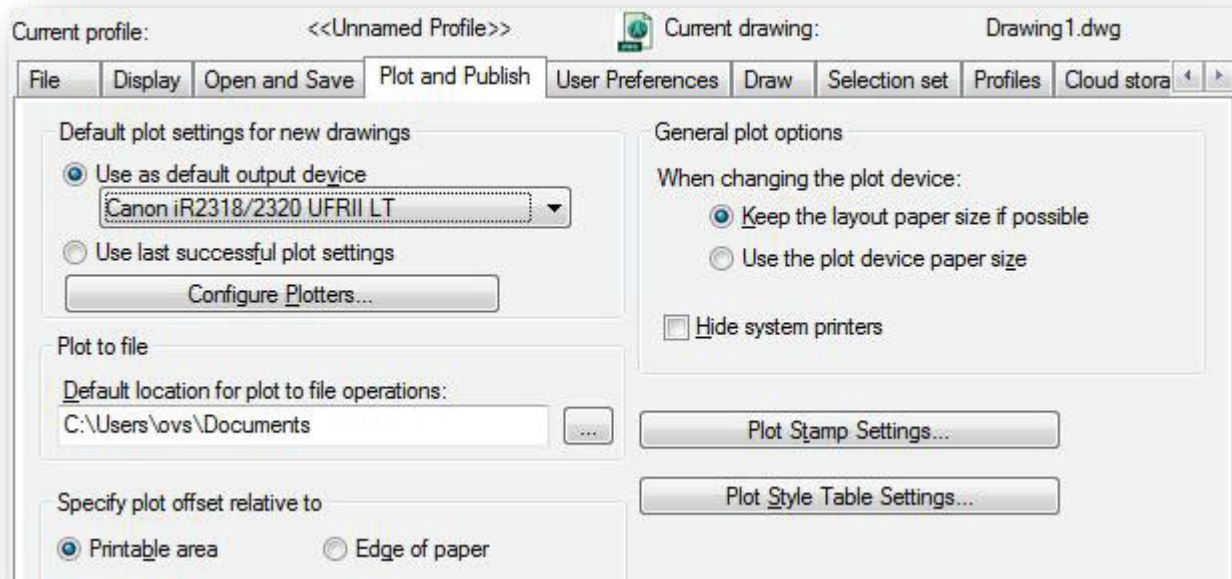 Current profile: <<Unnamed Profile>> Current drawing: Drawing1.dwg
File Display Open and Save Plot and Publish User Preferences Draw Selection set Profiles Cloud stora
Default plot settings for new drawings
Use as default output device
Canon iR2318/2320 UFRII LT
Use last successful plot settings
Configure Plotters...
Plot to file
Default location for plot to file operations:
C:\Users\ovs\Documents
...
Specify plot offset relative to
Printable area Edge of paper
General plot options
When changing the plot device:
Keep the layout paper size if possible
Use the plot device paper size
Hide system printers
Plot Stamp Settings...
Plot Style Table Settings...